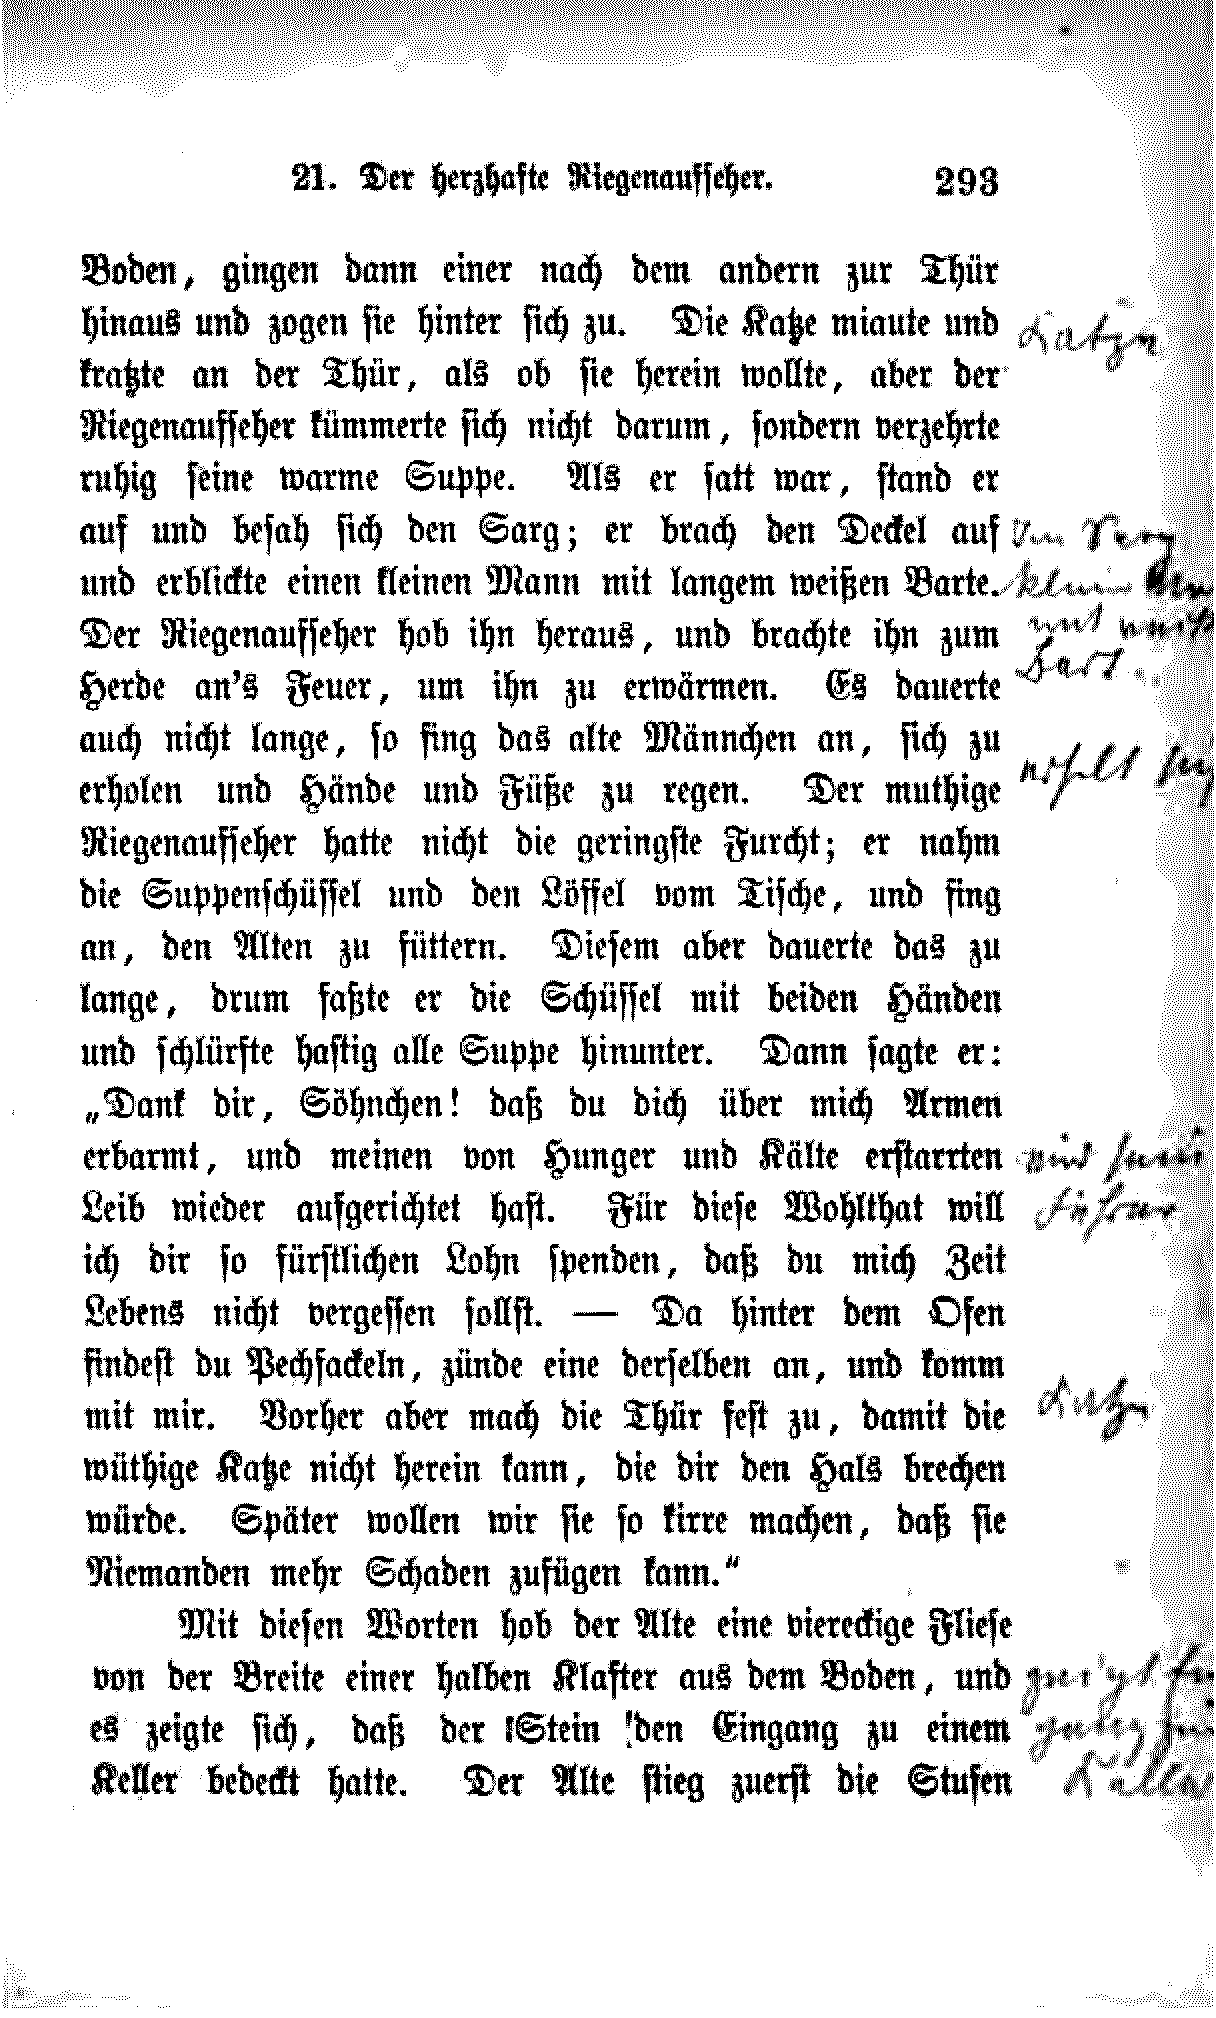 21. Der herzhafte Riegenaufseher. 293
Boden, gingen dann einer nach dem andern zur Thür
hinaus und zogen sie hinter sich zu. Die Katze miaute und
Katze
kratzte an der Thür, als ob sie herein wollte, aber der
Riegenaufseher kümmerte sich nicht darum, sondern verzehrte
ruhig seine warme Suppe. Als er satt war, stand er
auf und besah sich den Sarg; er brach den Deckel auf
Im Sarg
und erblickte einen kleinen Mann mit langem weißen Barte.
klein
Der Riegenaufseher hob ihn heraus, und brachte ihn zum
mit
Herde an's Feuer, um ihn zu erwärmen. Es dauerte
Bart
auch nicht lange, so fing das alte Männchen an, sich zu
erholen und Hände und Füße zu regen. Der muthige
erholt
Riegenaufseher hatte nicht die geringste Furcht; er nahm
die Suppenschüssel und den Löffel vom Tische, und fing
an, den Alten zu füttern. Diesem aber dauerte das zu
lange, drum faßte er die Schüssel mit beiden Händen
und schlürfte hastig alle Suppe hinunter. Dann sagte er:
„Dank dir, Söhnchen! daß du dich über mich Armen
erbarmt, und meinen von Hunger und Kälte erstarrten
wird sein
Leib wieder aufgerichtet hast. Für diese Wohlthat will
Führer
ich dir so fürstlichen Lohn spenden, daß du mich Zeit
Lebens nicht vergessen sollst. — Da hinter dem Ofen
findest du Pechfackeln, zünde eine derselben an, und komm
mit mir. Vorher aber mach die Thür fest zu, damit die
Katze
wüthige Katze nicht herein kann, die dir den Hals brechen
würde. Später wollen wir sie so kirre machen, daß sie
Niemanden mehr Schaden zufügen kann.“
Mit diesen Worten hob der Alte eine viereckige Fliese
von der Breite einer halben Klafter aus dem Boden, und
zeigt
es zeigte sich, daß der Stein den Eingang zu einem
Keller bedeckt hatte. Der Alte stieg zuerst die Stufen
Keller